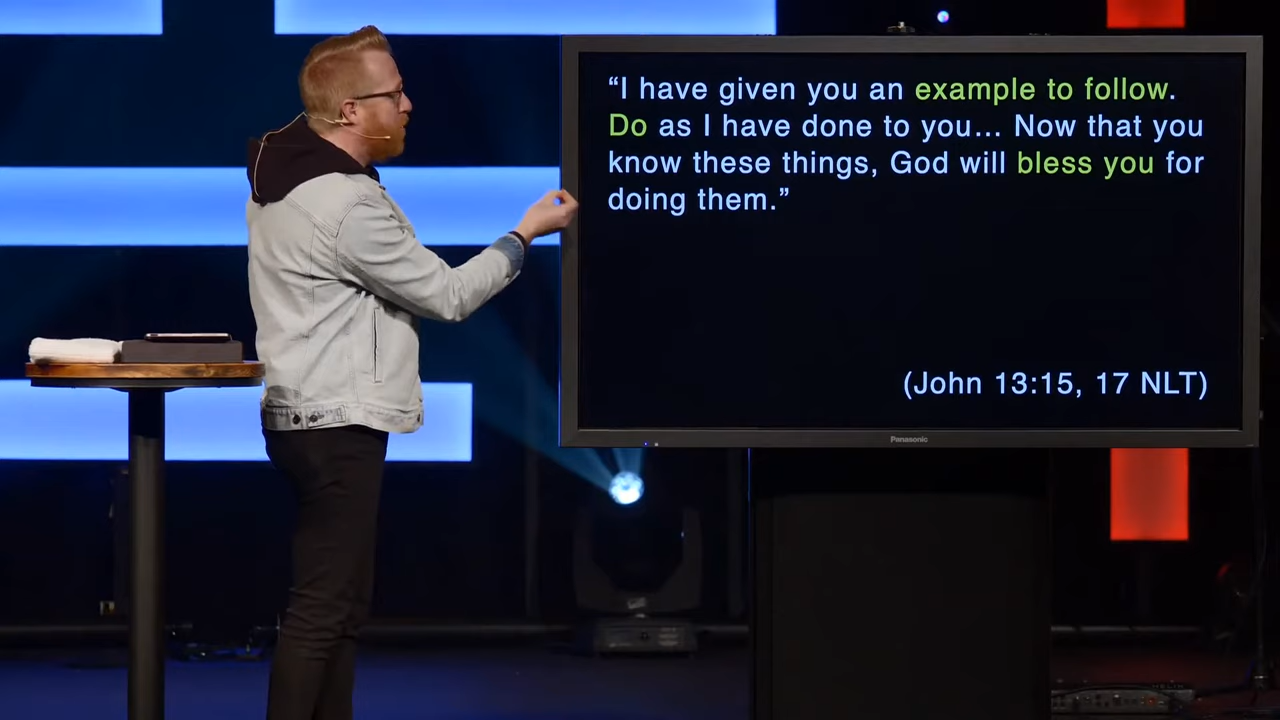 “I have given you an example to follow.
Do as I have done to you... Now that you
know these things, God will bless you for
doing them.”
(John 13:15, 17 NLT)
Panasonic